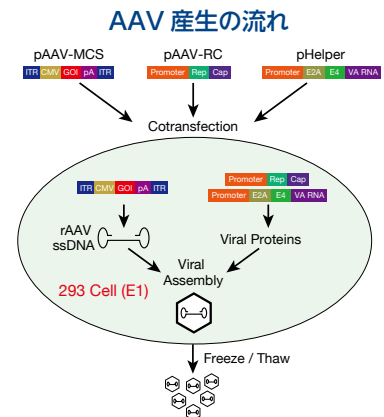 AAV 産生の流れ
pAAV-MCS pAAV-RC pHelper
ITR CMV GOI pA ITR Promoter Rep Cap Promoter E2A E4 VA RNA
Cotransfection
Promoter Rep Cap
ITR CMV GOI pA ITR
Promoter E2A E4 VA RNA
rAAV
ssDNA
Viral Proteins
Viral
Assembly
293 Cell (E1)
Freeze / Thaw